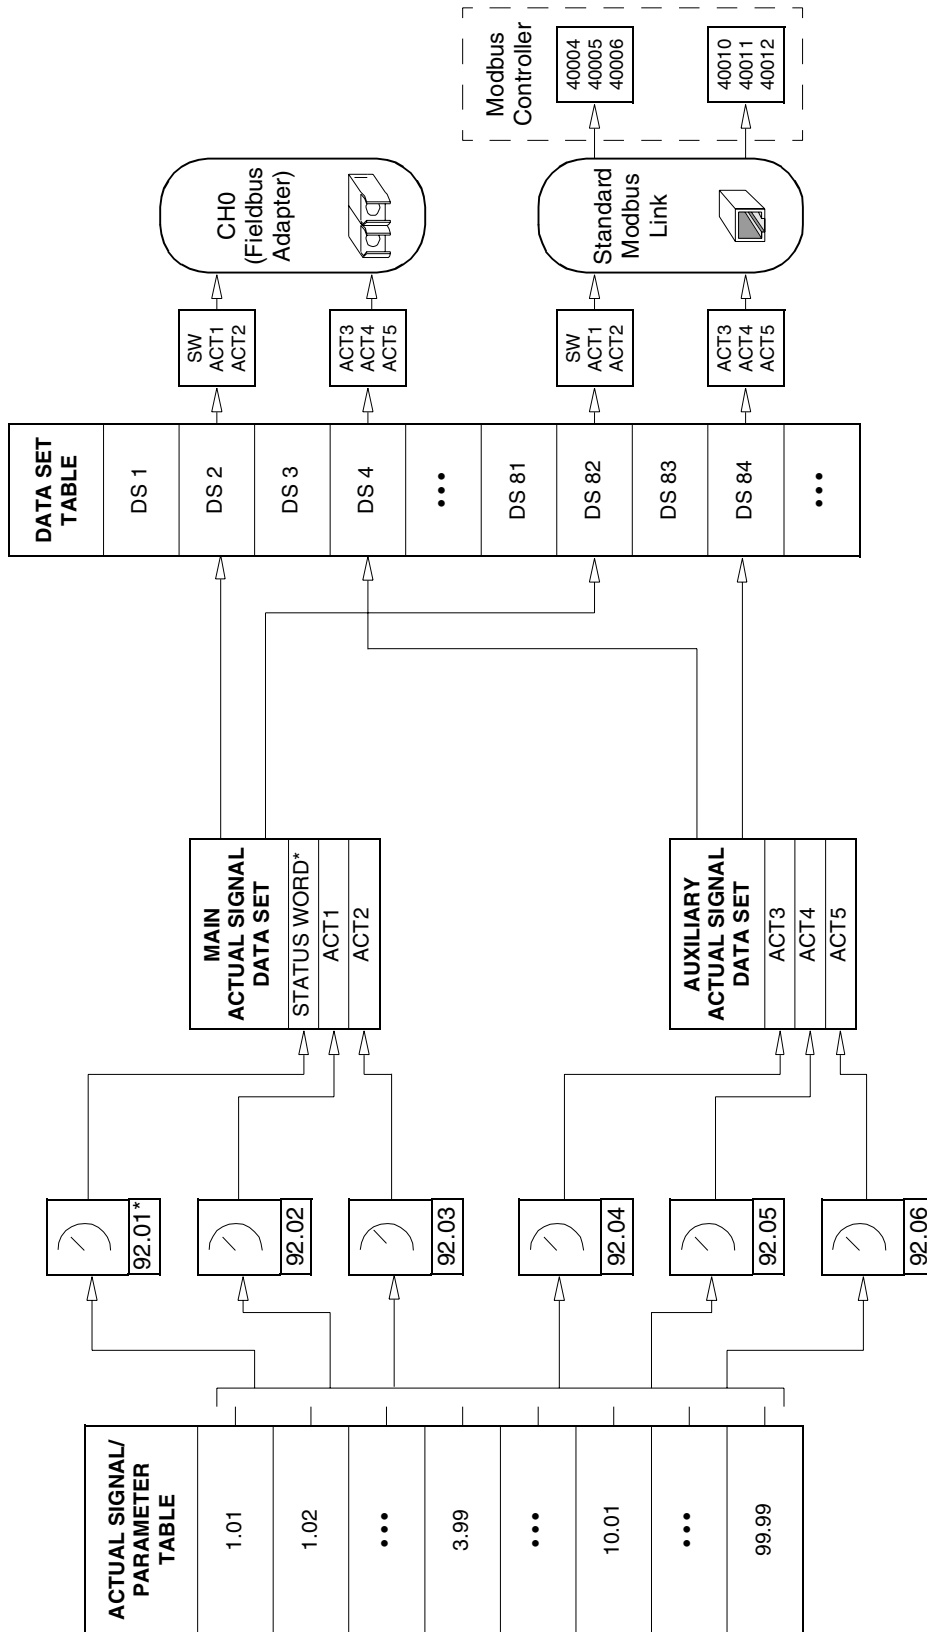 ACTUAL SIGNAL/
PARAMETER
TABLE
1.01
1.02
•••
3.99
•••
10.01
•••
99.99
92.01*
92.02
92.03
92.04
92.05
92.06
MAIN
ACTUAL SIGNAL
DATA SET
STATUS WORD*
ACT1
ACT2
AUXILIARY
ACTUAL SIGNAL
DATA SET
ACT3
ACT4
ACT5
DATA SET
TABLE
DS 1
DS 2
DS 3
DS 4
•••
DS 81
DS 82
DS 83
DS 84
•••
SW
ACT1
ACT2
ACT3
ACT4
ACT5
SW
ACT1
ACT2
ACT3
ACT4
ACT5
CH0
(Fieldbus
Adapter)
Standard
Modbus
Link
Modbus
Controller
40004
40005
40006
40010
40011
40012